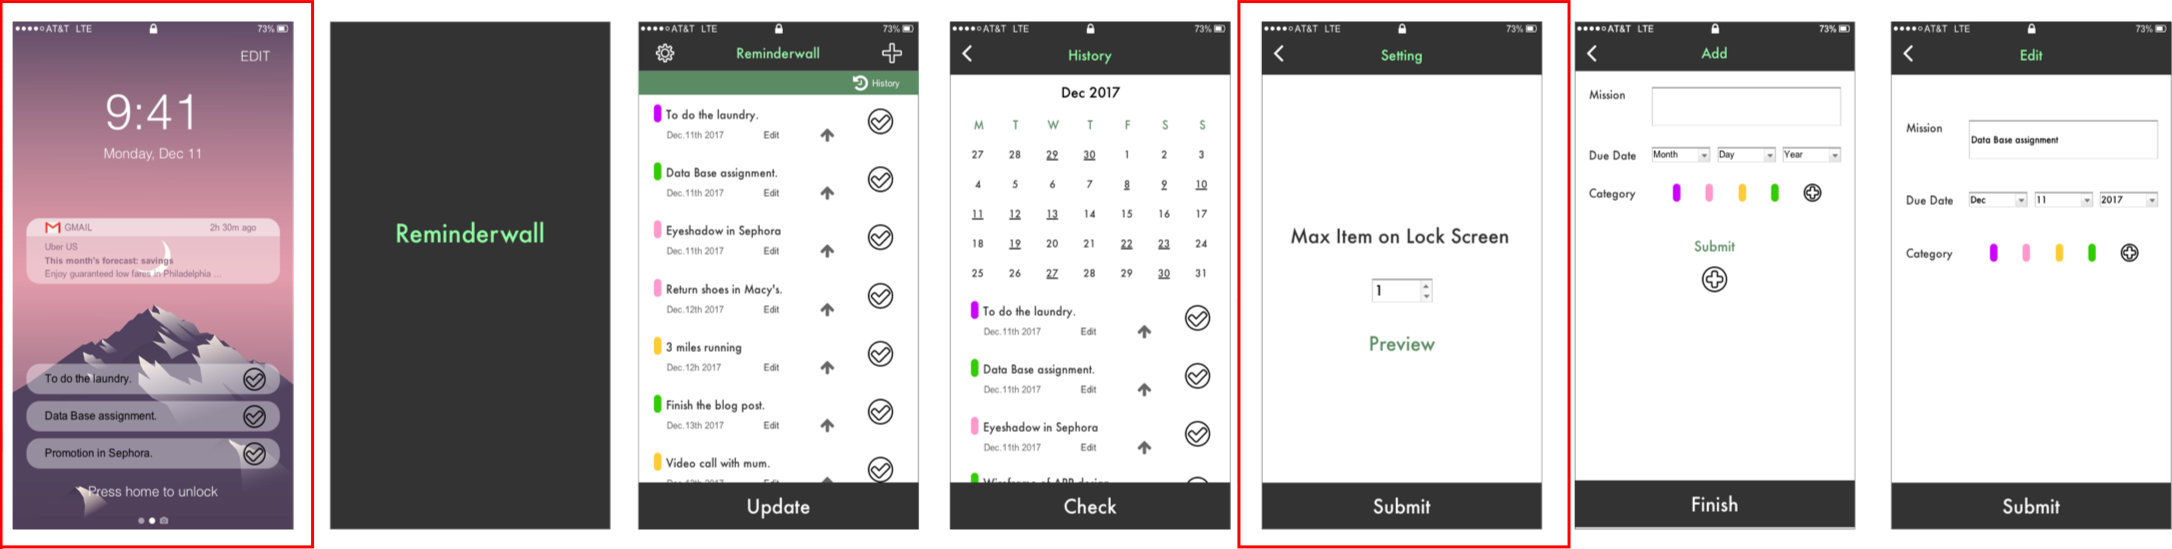 AT&T LTE 73%
EDIT
9:41
Monday, Dec 11
GMAIL 2h 30m ago
Uber US
This month's forecast: savings
Enjoy guaranteed low fares in Philadelphia ...
To do the laundry.
Data Base assignment.
Promotion in Sephora.
Press home to unlock
Reminderwall
AT&T LTE 73%
Reminderwall
History
To do the laundry.
Dec.11th 2017 Edit
Data Base assignment.
Dec.11th 2017 Edit
Eyeshadow in Sephora
Dec.11th 2017 Edit
Return shoes in Macy's.
Dec.12th 2017 Edit
3 miles running
Dec.12h 2017 Edit
Finish the blog post.
Dec.13th 2017 Edit
Video call with mum.
Update
AT&T LTE 73%
History
Dec 2017
M T W T F S S
27 28 29 30 1 2 3
4 5 6 7 8 9 10
11 12 13 14 15 16 17
18 19 20 21 22 23 24
25 26 27 28 29 30 31
To do the laundry.
Dec.11th 2017 Edit
Data Base assignment.
Dec.11th 2017 Edit
Eyeshadow in Sephora
Dec.11th 2017 Edit
Check
AT&T LTE 73%
Setting
Max Item on Lock Screen
1
Preview
Submit
AT&T LTE 73%
Add
Mission
Due Date Month Day Year
Category
Submit
Finish
AT&T LTE 73%
Edit
Mission Data Base assignment
Due Date Dec 11 2017
Category
Submit